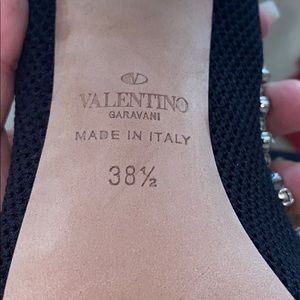 VALENTINO
GARAVANI
MADE IN ITALY
38½